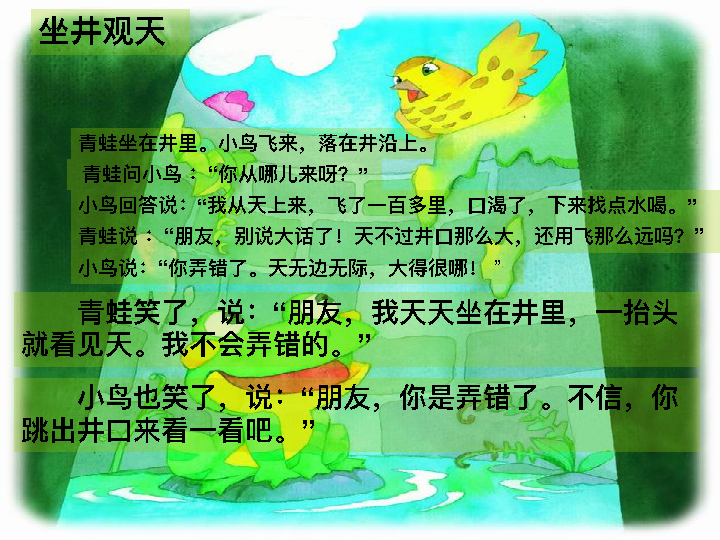 坐井观天
青蛙坐在井里。小鸟飞来，落在井沿上。
青蛙问小鸟：“你从哪儿来呀？”
小鸟回答说：“我从天上来，飞了一百多里，口渴了，下来找点水喝。”
青蛙说：“朋友，别说大话了！天不过井口那么大，还用飞那么远吗？”
小鸟说：“你弄错了。天无边无际，大得很哪！”
青蛙笑了，说：“朋友，我天天坐在井里，一抬头
就看见天。我不会弄错的。”
小鸟也笑了，说：“朋友，你是弄错了。不信，你
跳出井口来看一看吧。”